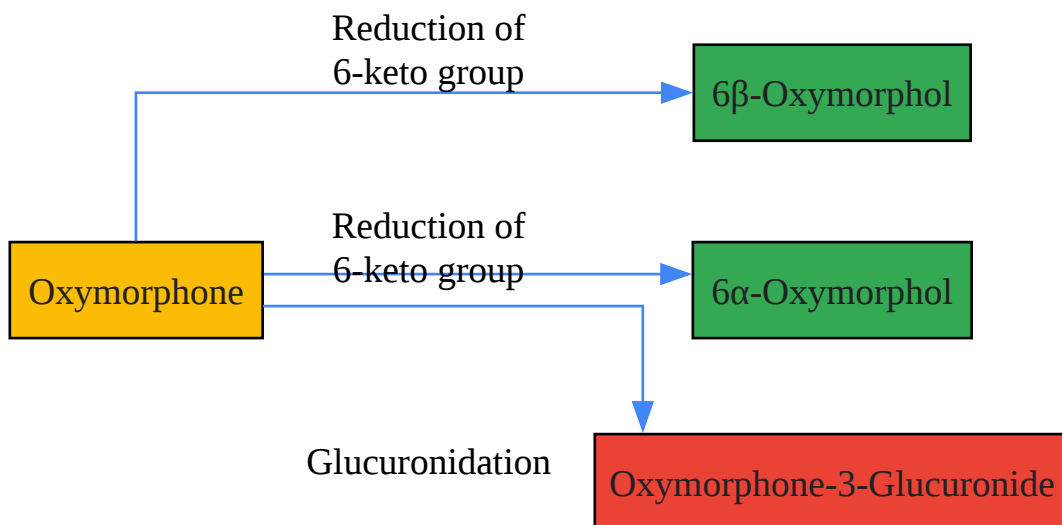 Reduction of
6-keto group
6β-Oxymorphol
Reduction of
6-keto group
Oxymorphone
6α-Oxymorphol
Glucuronidation
Oxymorphone-3-Glucuronide